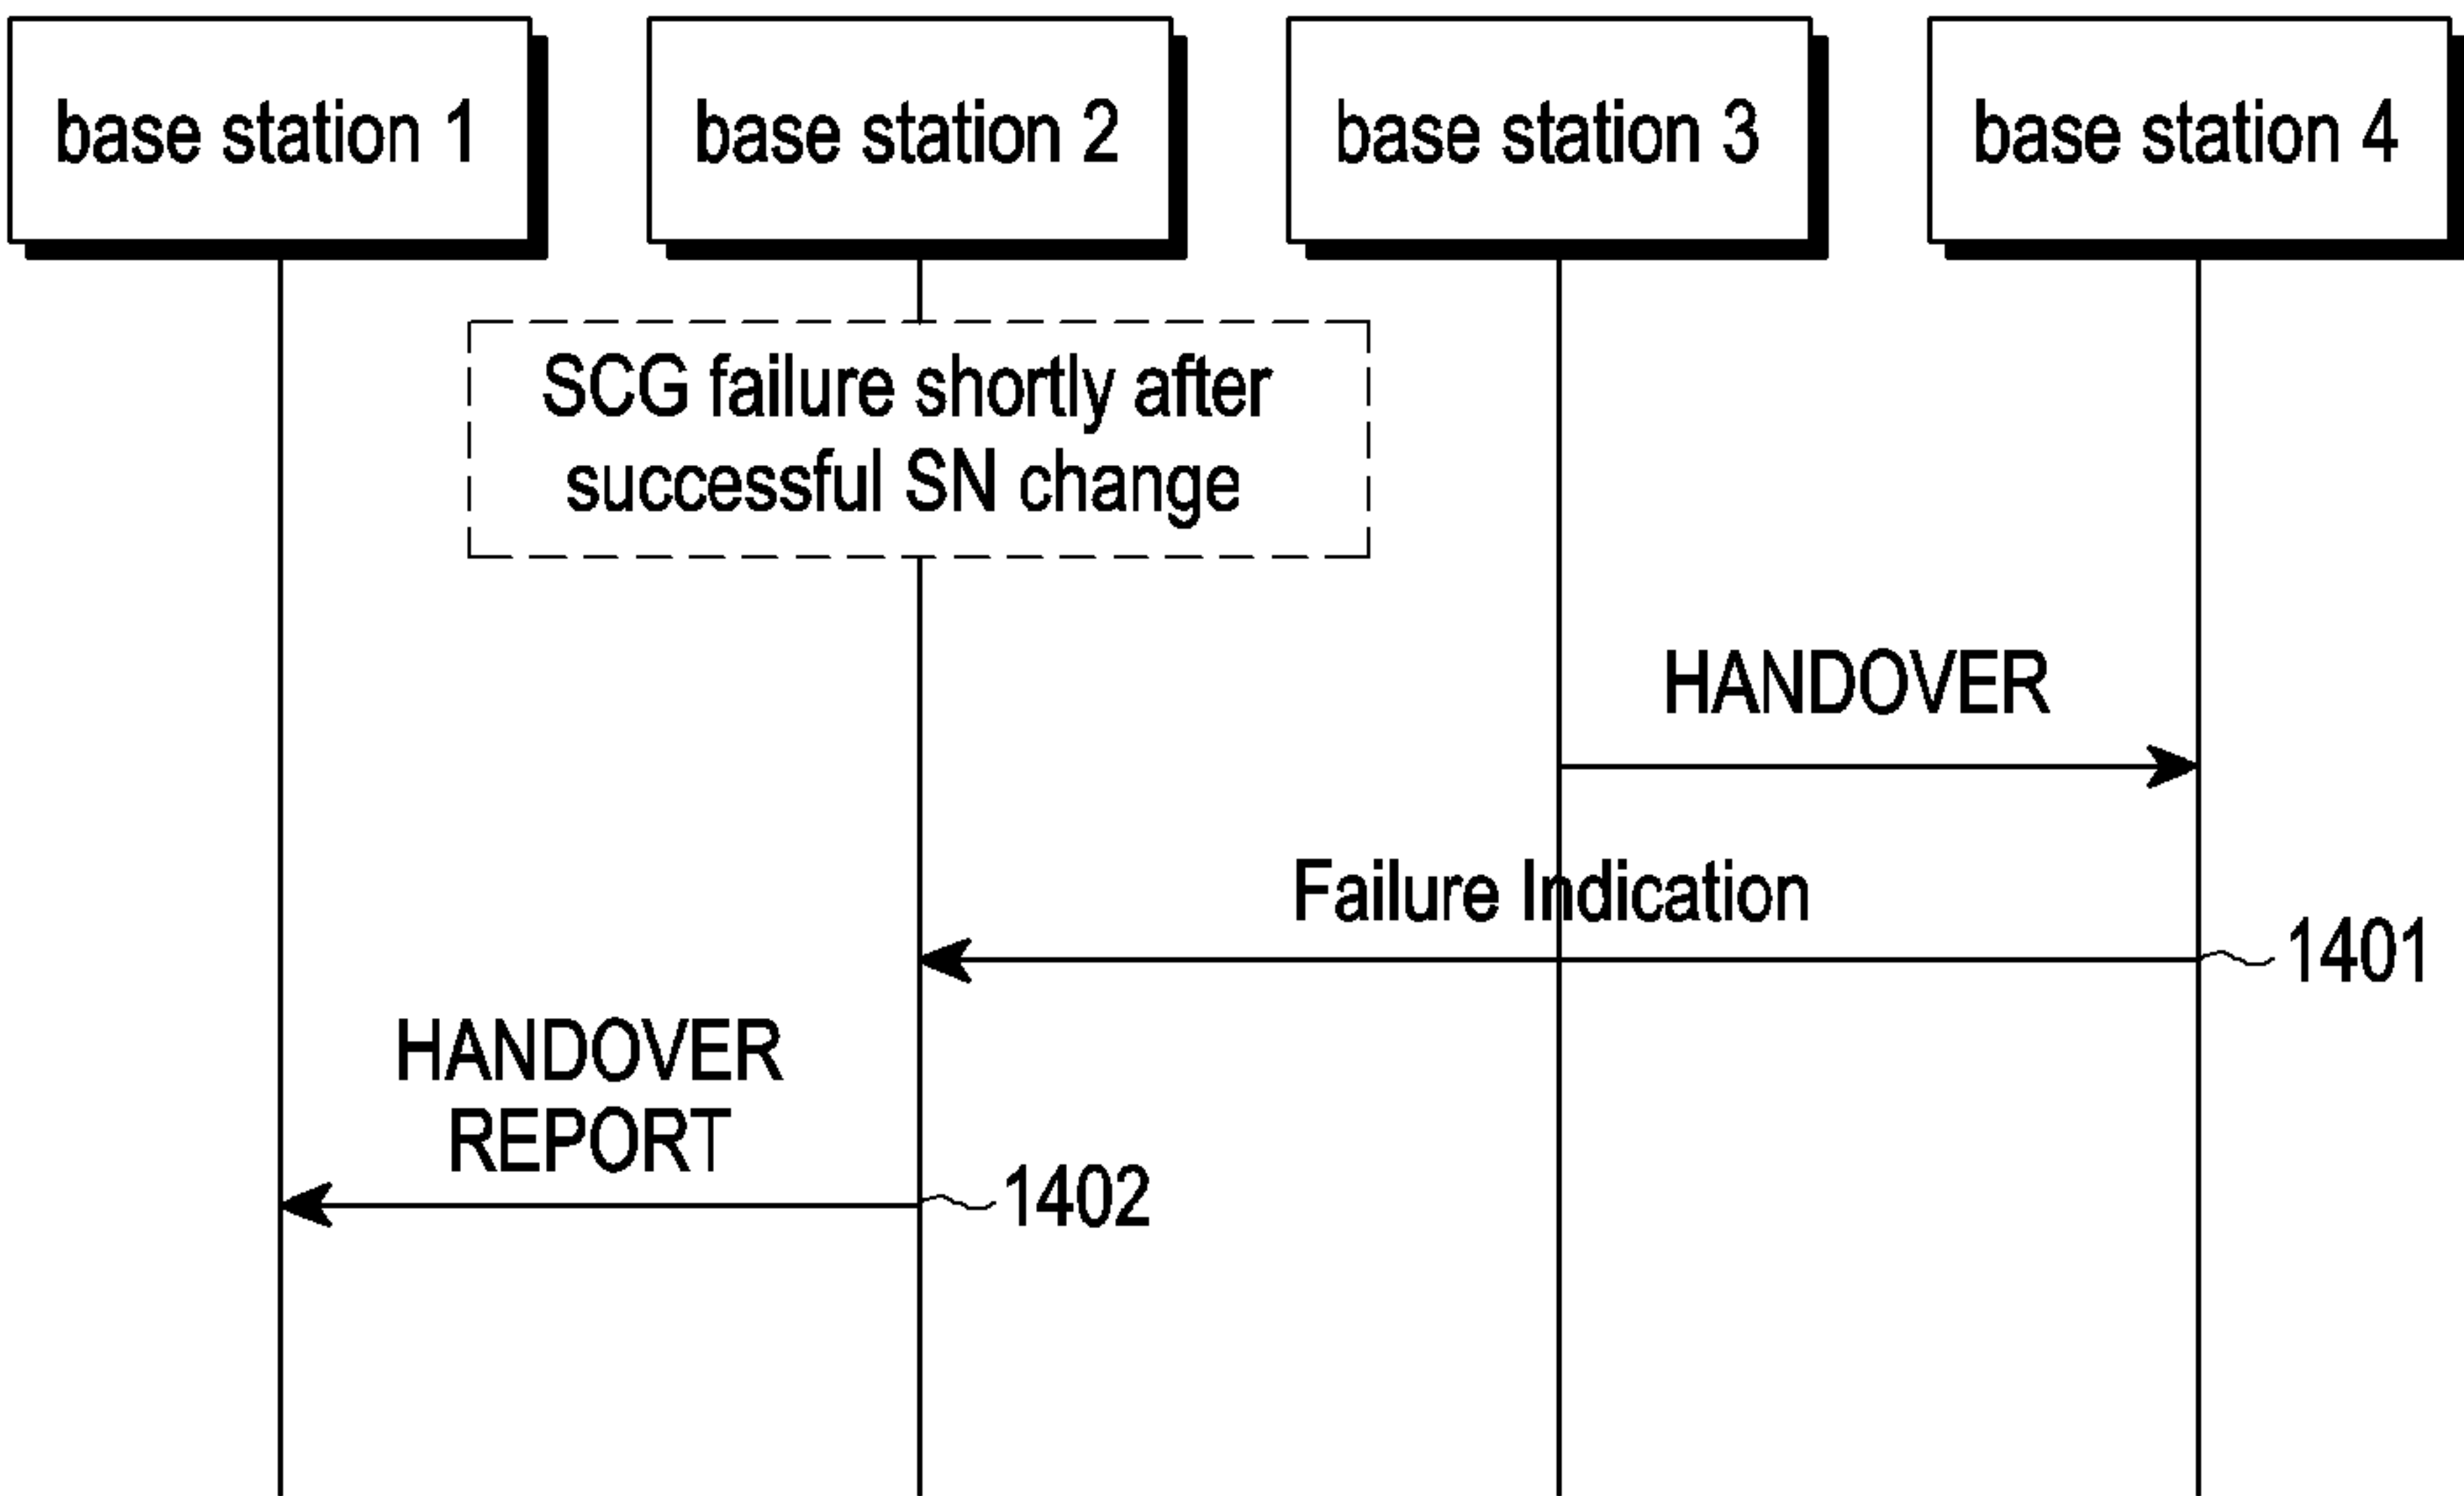 base station 1
base station 2
base station 3
base station 4
SCG failure shortly after
successful SN change
HANDOVER
Failure Indication
1401
HANDOVER
REPORT
1402